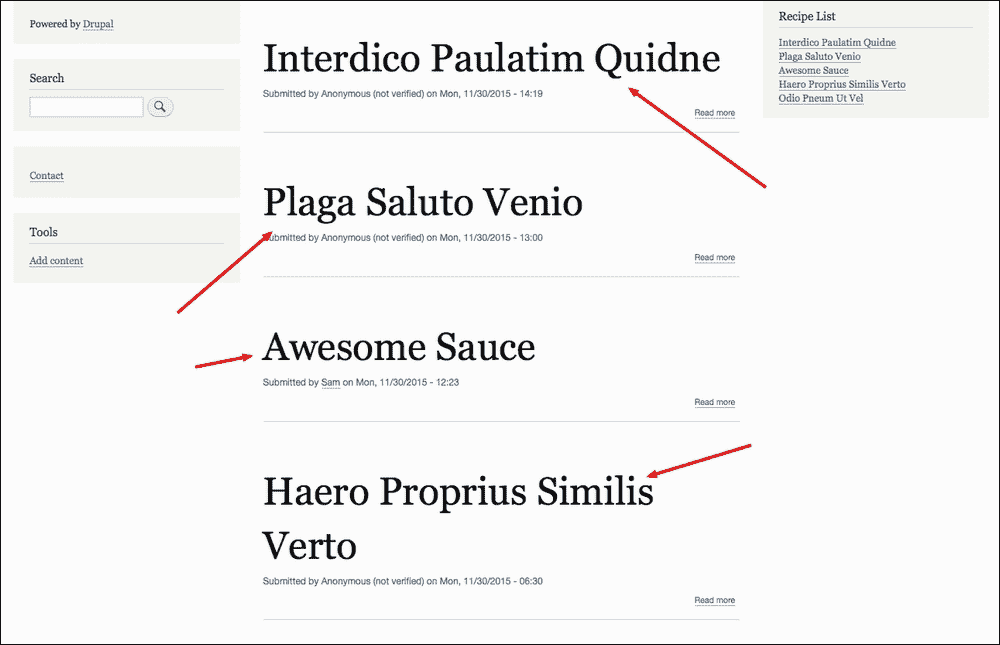 Powered by Drupal
Search
Contact
Tools
Add content
Interdico Paulatim Quidne
Submitted by Anonymous (not verified) on Mon, 11/30/2015 - 14:19
Read more
Plaga Saluto Venio
Submitted by Anonymous (not verified) on Mon, 11/30/2015 - 13:00
Read more
Awesome Sauce
Submitted by Sam on Mon, 11/30/2015 - 12:23
Read more
Haero Proprius Similis
Verto
Submitted by Anonymous (not verified) on Mon, 11/30/2015 - 06:30
Read more
Recipe List
Interdico Paulatim Quidne
Plaga Saluto Venio
Awesome Sauce
Haero Proprius Similis Verto
Odio Pneum Ut Vel